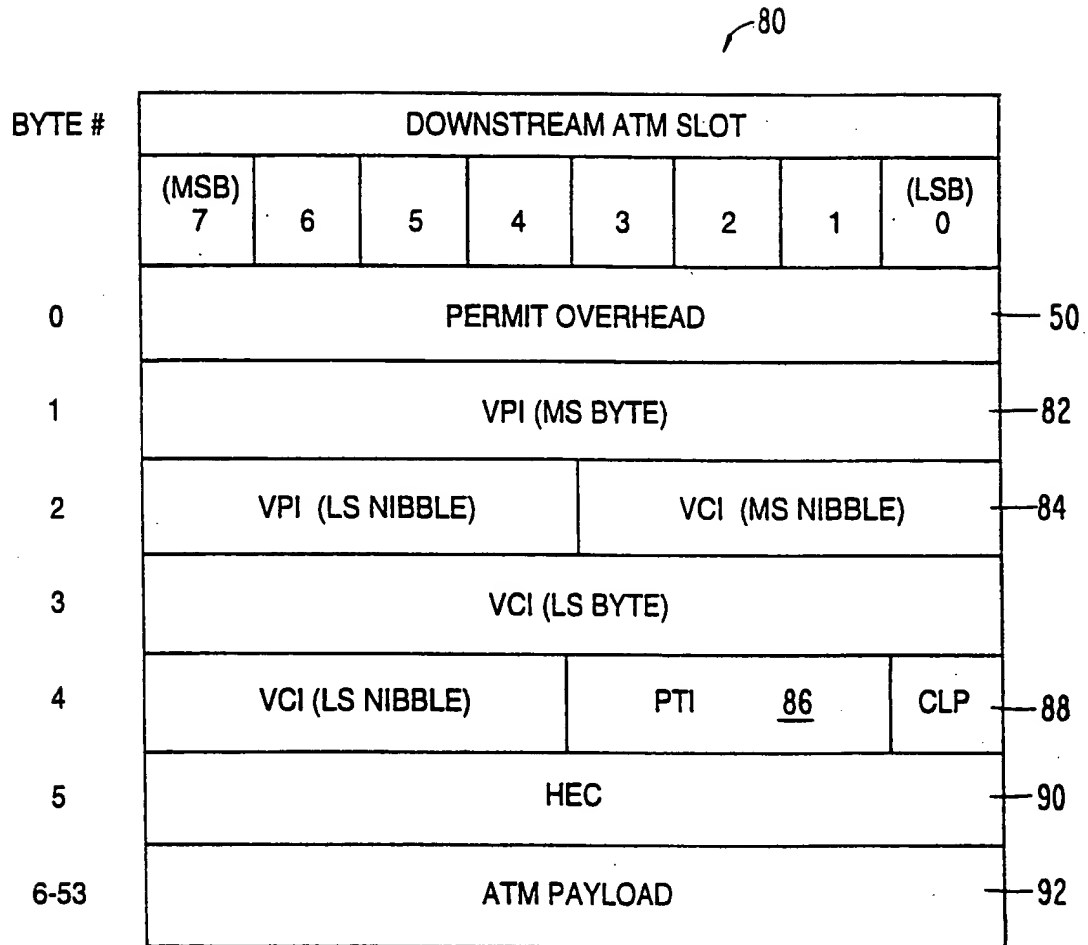 80
BYTE # DOWNSTREAM ATM SLOT
(MSB) (LSB)
7 6 5 4 3 2 1 0
0 PERMIT OVERHEAD 50
1 VPI (MS BYTE) 82
2 VPI (LS NIBBLE) VCI (MS NIBBLE) 84
3 VCI (LS BYTE)
4 VCI (LS NIBBLE) PTI 86 CLP 88
5 HEC 90
6-53 ATM PAYLOAD 92